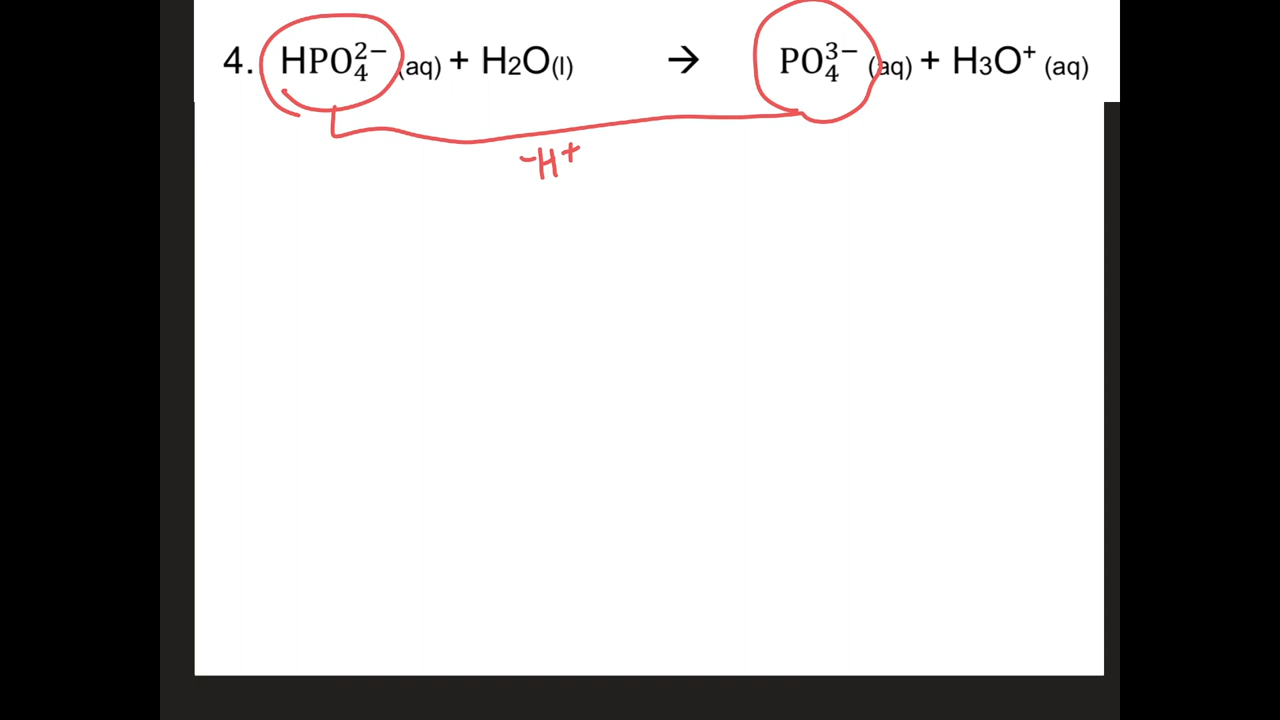 4. HPO₄²⁻ (aq) + H2O(l) → PO₄³⁻ (aq) + H3O⁺ (aq)
-H⁺